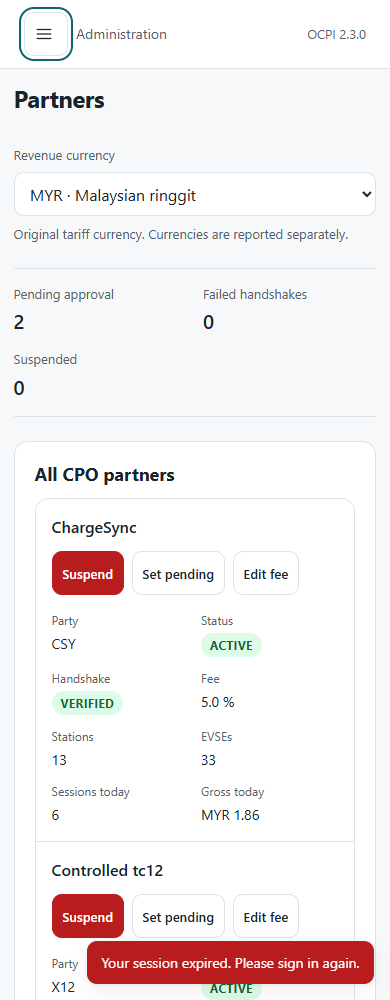 Administration
OCPI 2.3.0
Partners
Revenue currency
MYR · Malaysian ringgit
Original tariff currency. Currencies are reported separately.
Pending approval
Failed handshakes
2
0
Suspended
0
All CPO partners
ChargeSync
Suspend
Set pending
Edit fee
Party
Status
CSY
ACTIVE
Handshake
Fee
VERIFIED
5.0 %
Stations
EVSEs
13
33
Sessions today
Gross today
6
MYR 1.86
Controlled tc12
Suspend
Set pending
Edit fee
Party
Your session expired. Please sign in again.
X12
ACTIVE